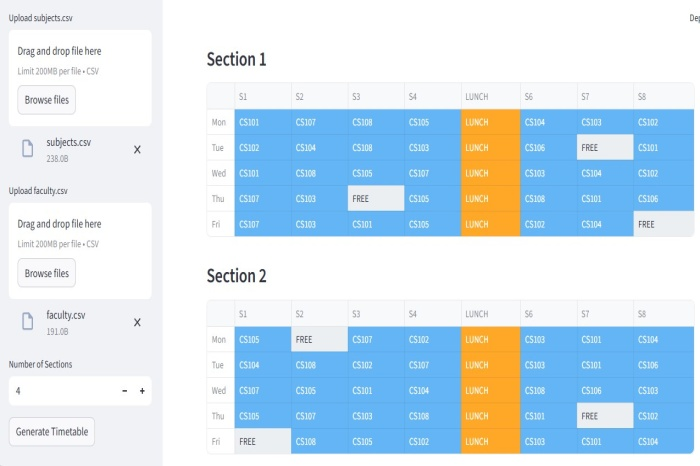 Upload subjects.csv
Drag and drop file here
Limit 200MB per file • CSV
Browse files
subjects.csv
238.0B
X
Upload faculty.csv
Drag and drop file here
Limit 200MB per file • CSV
Browse files
faculty.csv
191.0B
X
Number of Sections
4 − +
Generate Timetable
Dep
Section 1
S1 S2 S3 S4 LUNCH S6 S7 S8
Mon CS101 CS107 CS108 CS105 LUNCH CS104 CS103 CS102
Tue CS102 CS104 CS108 CS103 LUNCH CS106 FREE CS101
Wed CS101 CS108 CS105 CS107 LUNCH CS103 CS104 CS102
Thu CS107 CS103 FREE CS105 LUNCH CS108 CS101 CS106
Fri CS107 CS103 CS101 CS105 LUNCH CS102 CS104 FREE
Section 2
S1 S2 S3 S4 LUNCH S6 S7 S8
Mon CS105 FREE CS107 CS102 LUNCH CS103 CS101 CS104
Tue CS104 CS108 CS102 CS107 LUNCH CS103 CS101 CS106
Wed CS107 CS105 CS101 CS104 LUNCH CS108 CS106 CS103
Thu CS105 CS107 CS103 CS108 LUNCH CS101 FREE CS102
Fri FREE CS108 CS105 CS102 LUNCH CS103 CS101 CS104